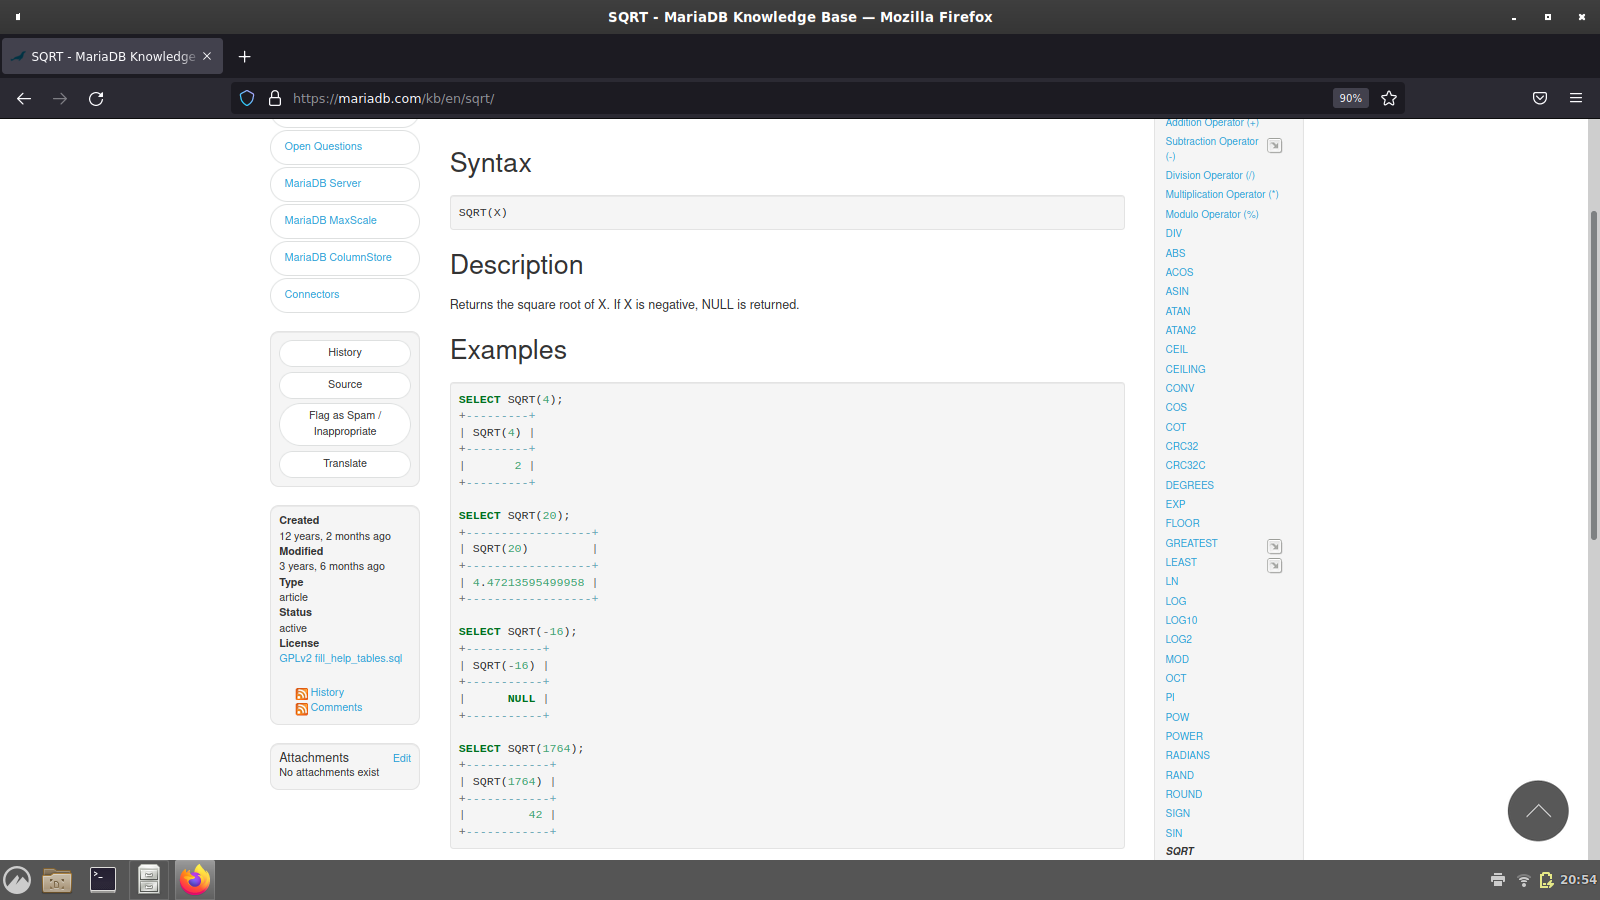 SQRT - MariaDB Knowledge Base — Mozilla Firefox
SQRT - MariaDB Knowledge
https://mariadb.com/kb/en/sqrt/
90%
Open Questions
MariaDB Server
MariaDB MaxScale
MariaDB ColumnStore
Connectors
History
Source
Flag as Spam /
Inappropriate
Translate
Created
12 years, 2 months ago
Modified
3 years, 6 months ago
Type
article
Status
active
License
GPLv2 fill_help_tables.sql
History
Comments
Attachments Edit
No attachments exist
Syntax
SQRT(X)
Description
Returns the square root of X. If X is negative, NULL is returned.
Examples
SELECT SQRT(4);
+---------+
| SQRT(4) |
+---------+
|       2 |
+---------+
SELECT SQRT(20);
+------------------+
| SQRT(20)         |
+------------------+
| 4.47213595499958 |
+------------------+
SELECT SQRT(-16);
+-----------+
| SQRT(-16) |
+-----------+
|      NULL |
+-----------+
SELECT SQRT(1764);
+------------+
| SQRT(1764) |
+------------+
|         42 |
+------------+
Addition Operator (+)
Subtraction Operator
(-)
Division Operator (/)
Multiplication Operator (*)
Modulo Operator (%)
DIV
ABS
ACOS
ASIN
ATAN
ATAN2
CEIL
CEILING
CONV
COS
COT
CRC32
CRC32C
DEGREES
EXP
FLOOR
GREATEST
LEAST
LN
LOG
LOG10
LOG2
MOD
OCT
PI
POW
POWER
RADIANS
RAND
ROUND
SIGN
SIN
SQRT
20:54